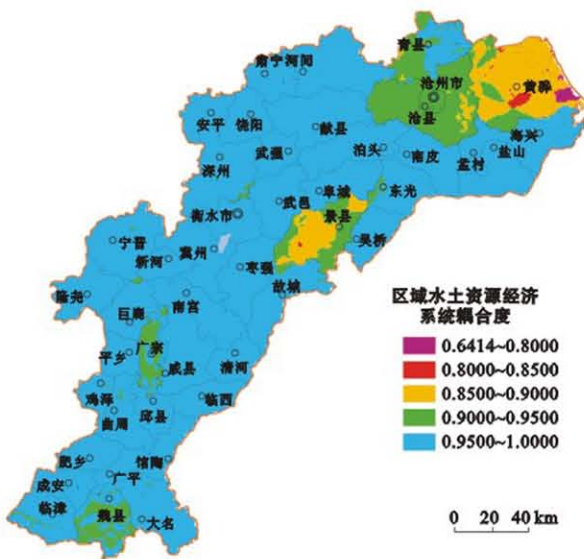 青县
肃宁 河间
沧州市
黄骅
沧县
安平
饶阳
献县
海兴
武强
泊头
南皮
孟村
盐山
深州
阜城
东光
武邑
衡水市
景县
宁晋
新河
冀州
吴桥
枣强
故城
隆尧
南宫
巨鹿
广宗
平乡
威县
清河
鸡泽
曲周
邱县
临西
肥乡
馆陶
成安
广平
临漳
魏县
大名
区域水土资源经济
系统耦合度
0.6414~0.8000
0.8000~0.8500
0.8500~0.9000
0.9000~0.9500
0.9500~1.0000
0 20 40 km